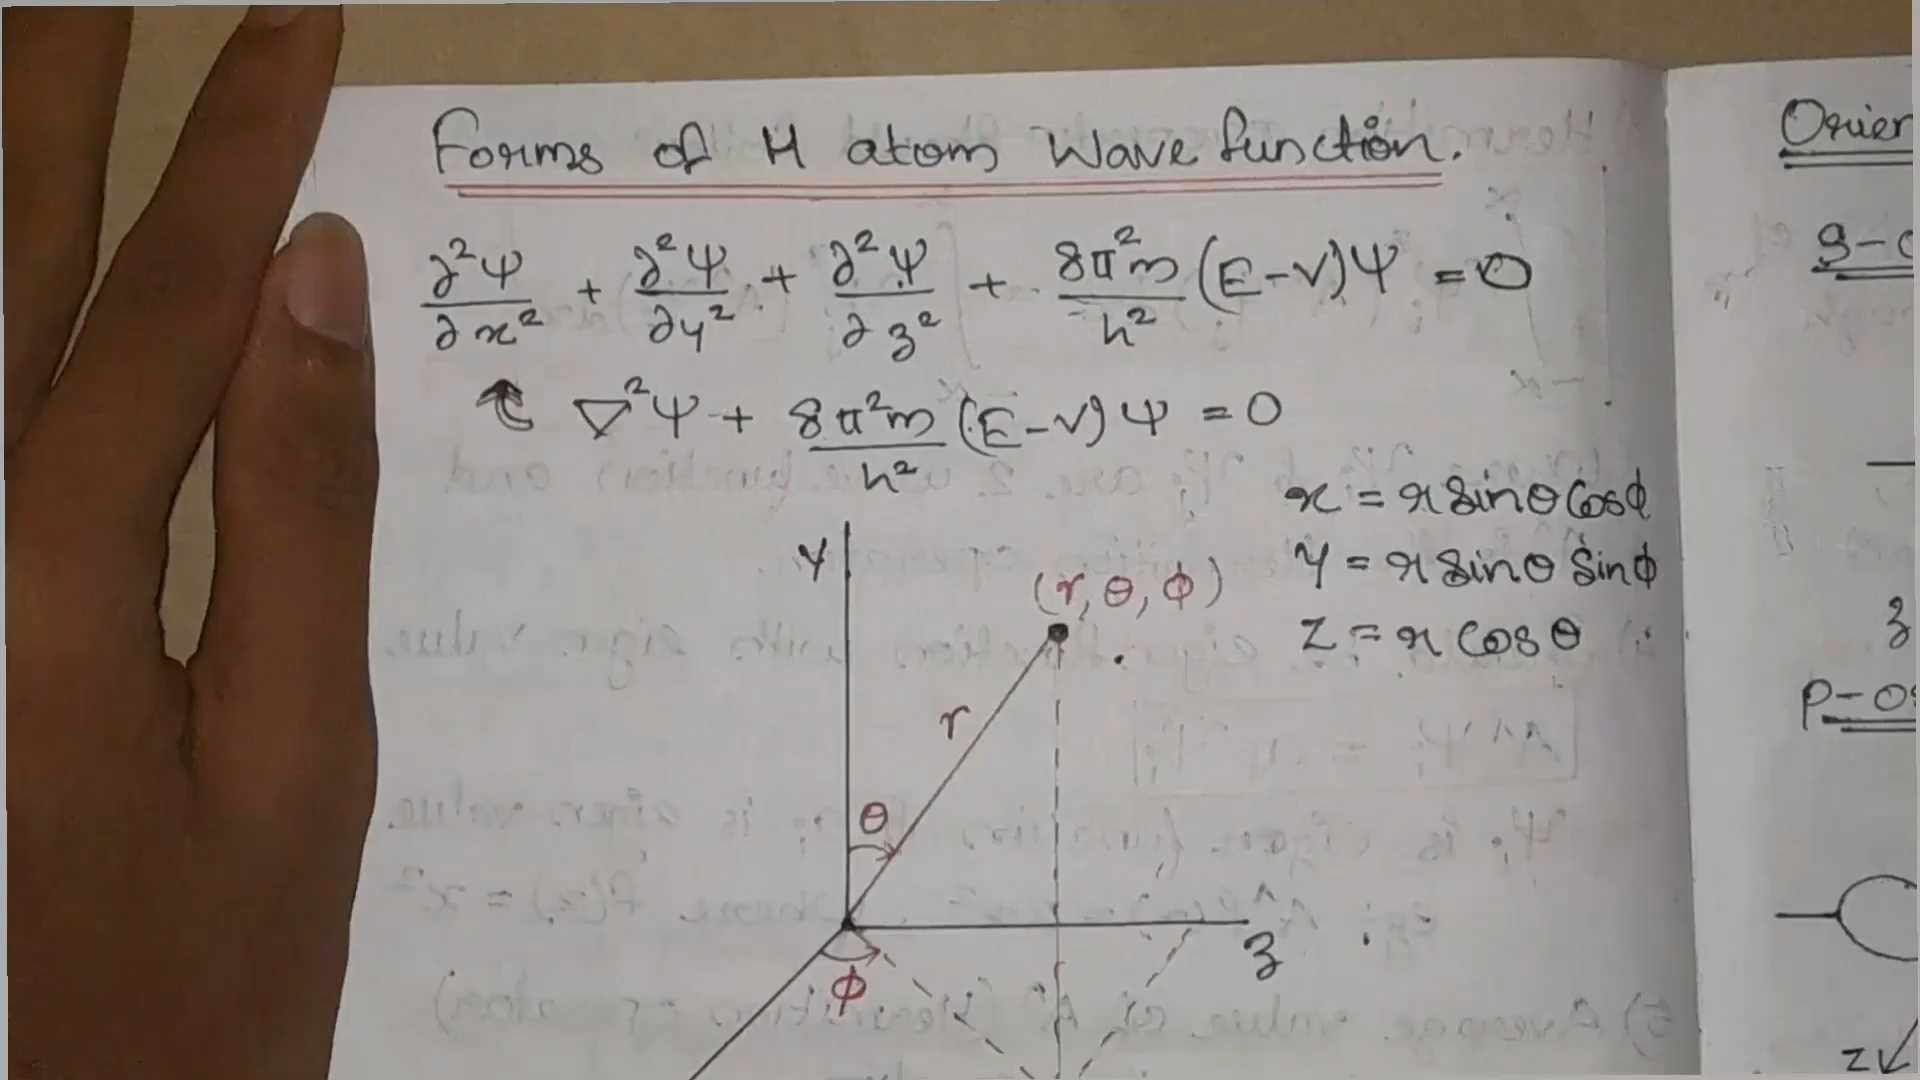 Forms of H atom Wave function.
∂²Ψ/∂x² + ∂²Ψ/∂y² + ∂²Ψ/∂z² + 8π²m/h² (E-V)Ψ = 0
∇²Ψ + 8π²m/h² (E-V)Ψ = 0
x = r sinθ cosϕ
y = r sinθ sinϕ
z = r cosθ
Y
(r, θ, ϕ)
r
θ
z
ϕ
Orien
S-o
z
P-or
Z